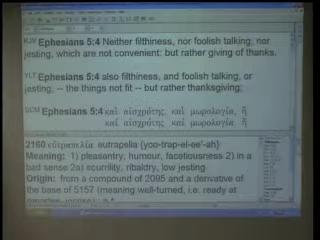 KJV Ephesians 5:4 Neither filthiness, nor foolish talking, nor
jesting, which are not convenient: but rather giving of thanks.
YLT Ephesians 5:4 also filthiness, and foolish talking, or
jesting, -- the things not fit -- but rather thanksgiving;
Ephesians 5:4 καὶ αἰσχρότης, καὶ μωρολογία, ἢ
καὶ αἰσχρότης, καὶ μωρολογία, ἢ
2160 εὐτραπελία eutrapelia {yoo-trap-el-ee'-ah}
Meaning: 1) pleasantry, humour, facetiousness 2) in a
bad sense 2a) scurrility, ribaldry, low jesting
Origin: from a compound of 2095 and a derivative of
the base of 5157 (meaning well-turned, i.e. ready at